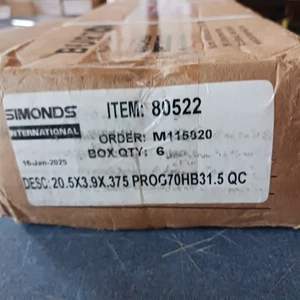 SIMONDS
INTERNATIONAL
ITEM: 80522
ORDER: M115820
16-Jan-2025
BOX QTY: 6
DESC: 20.5X3.9X.375 PROG70HB31.5 QC